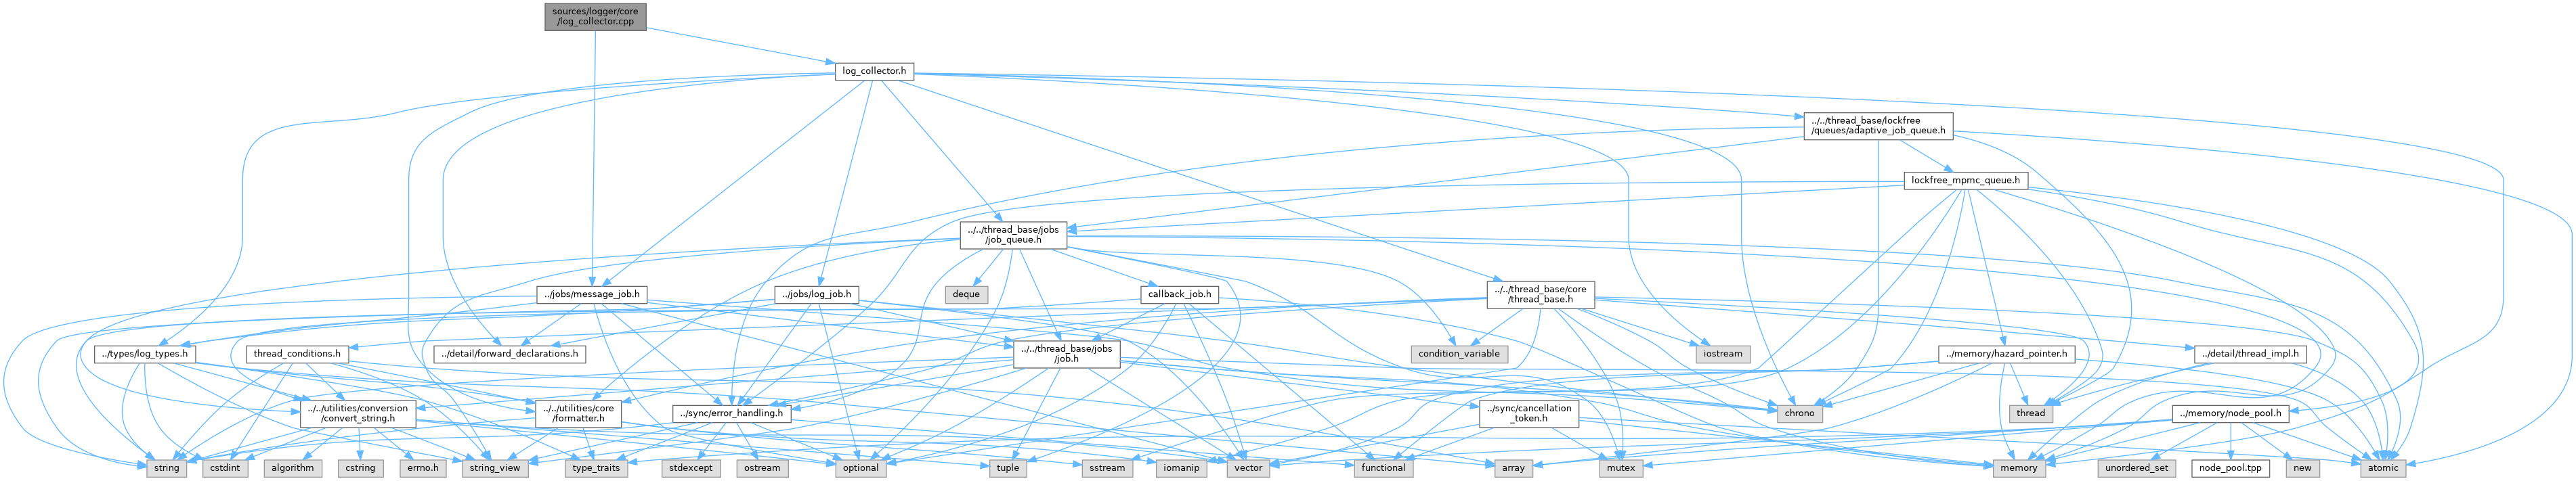 sources/logger/core
/log_collector.cpp
log_collector.h
../../thread_base/lockfree
/queues/adaptive_job_queue.h
lockfree_mpmc_queue.h
../../thread_base/jobs
/job_queue.h
../jobs/message_job.h
../jobs/log_job.h
deque
callback_job.h
../../thread_base/core
/thread_base.h
../types/log_types.h
thread_conditions.h
../detail/forward_declarations.h
../../thread_base/jobs
/job.h
condition_variable
iostream
../memory/hazard_pointer.h
../detail/thread_impl.h
../../utilities/conversion
/convert_string.h
../../utilities/core
/formatter.h
../sync/error_handling.h
../sync/cancellation
_token.h
chrono
thread
../memory/node_pool.h
string
cstdint
algorithm
cstring
errno.h
string_view
type_traits
stdexcept
ostream
optional
tuple
sstream
iomanip
vector
functional
array
mutex
memory
unordered_set
node_pool.tpp
new
atomic